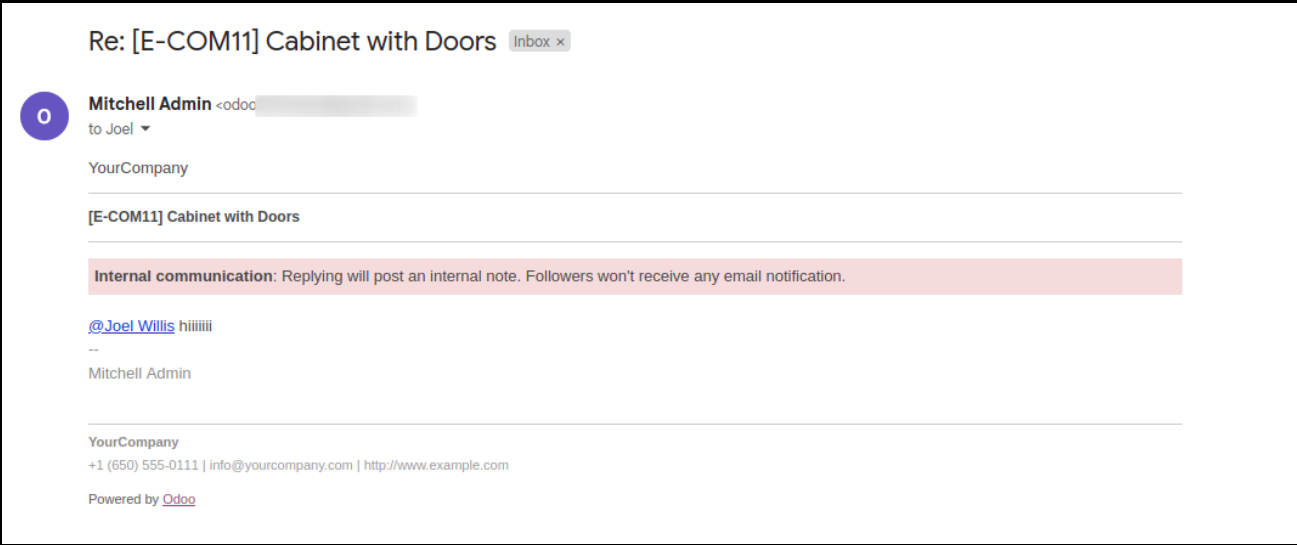 Re: [E-COM11] Cabinet with Doors Inbox ×
O
Mitchell Admin <odoo
to Joel
YourCompany
[E-COM11] Cabinet with Doors
Internal communication: Replying will post an internal note. Followers won't receive any email notification.
@Joel Willis hiiiiiii
--
Mitchell Admin
YourCompany
+1 (650) 555-0111 | info@yourcompany.com | http://www.example.com
Powered by Odoo